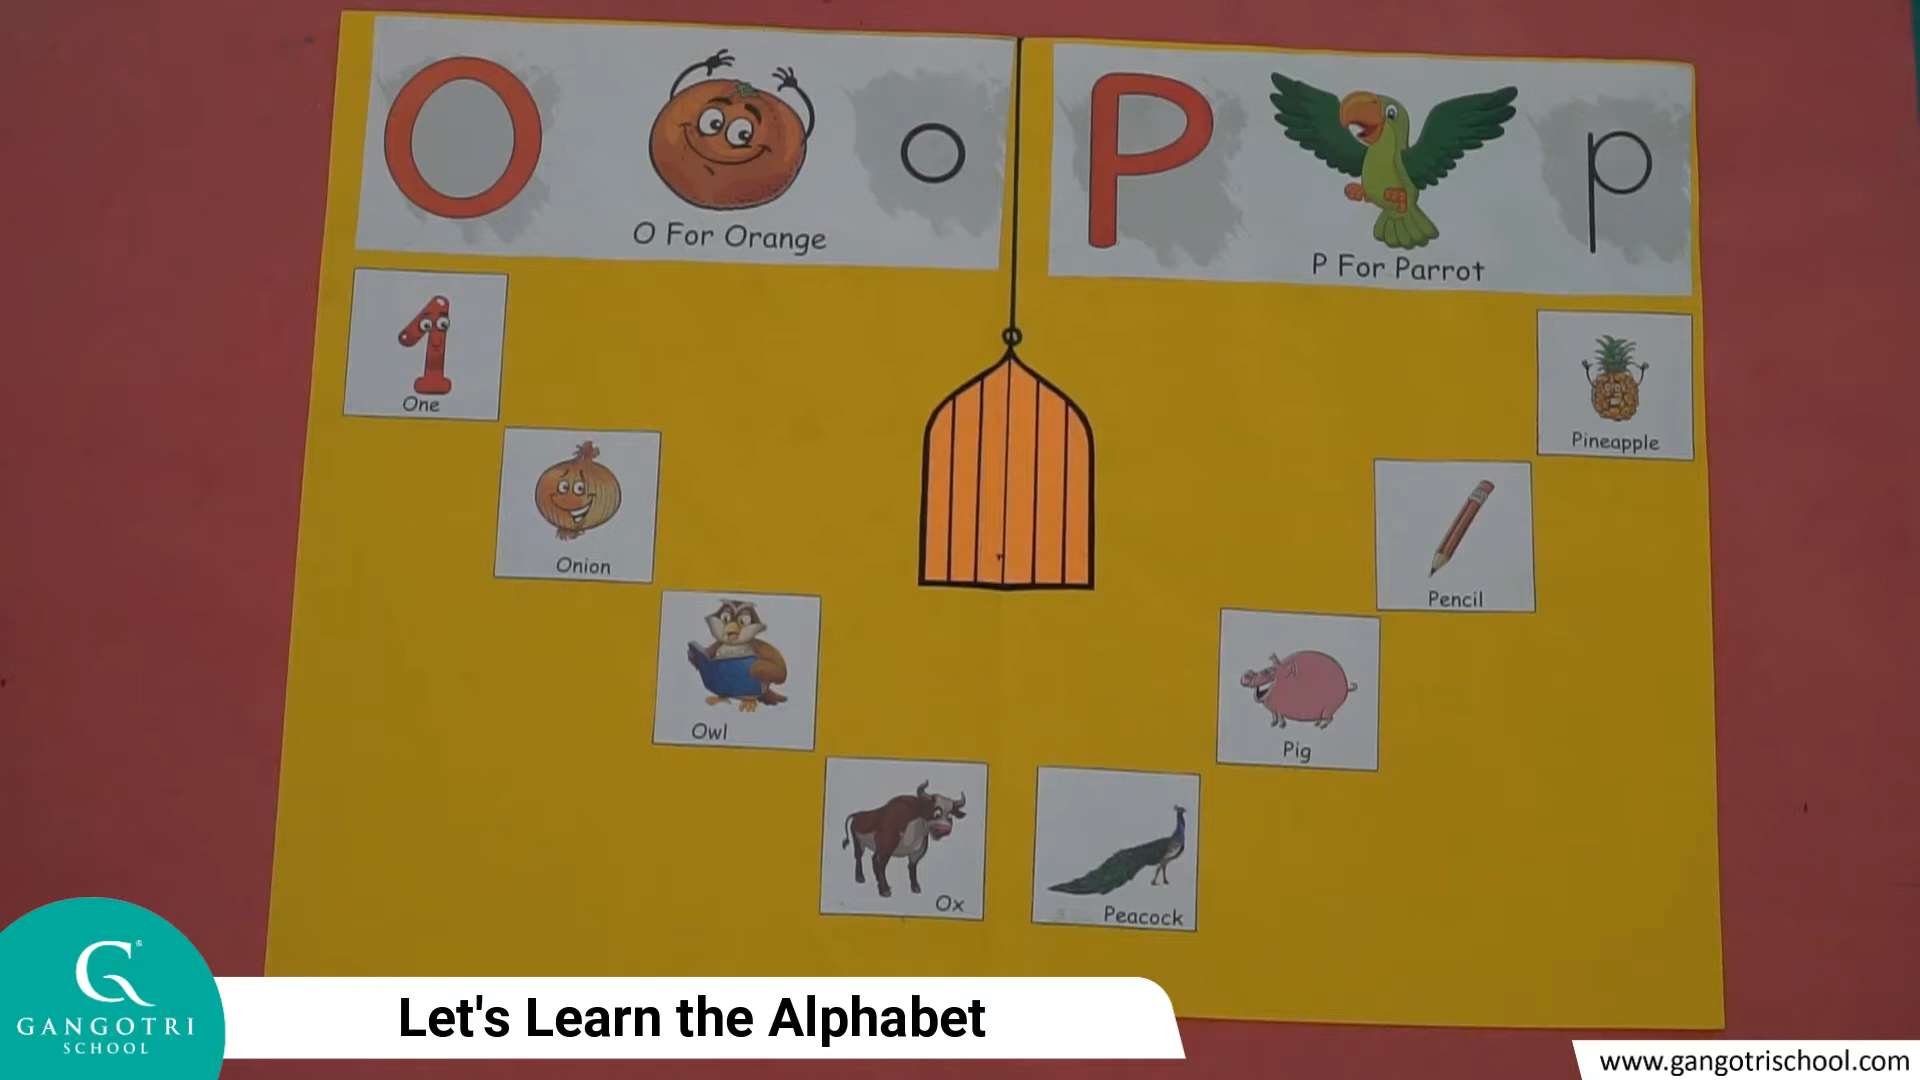 O
O For Orange
o
P
P For Parrot
p
One
Onion
Owl
Ox
Pineapple
Pencil
Pig
Peacock
GANGOTRI
SCHOOL
Let's Learn the Alphabet
www.gangotrischool.com